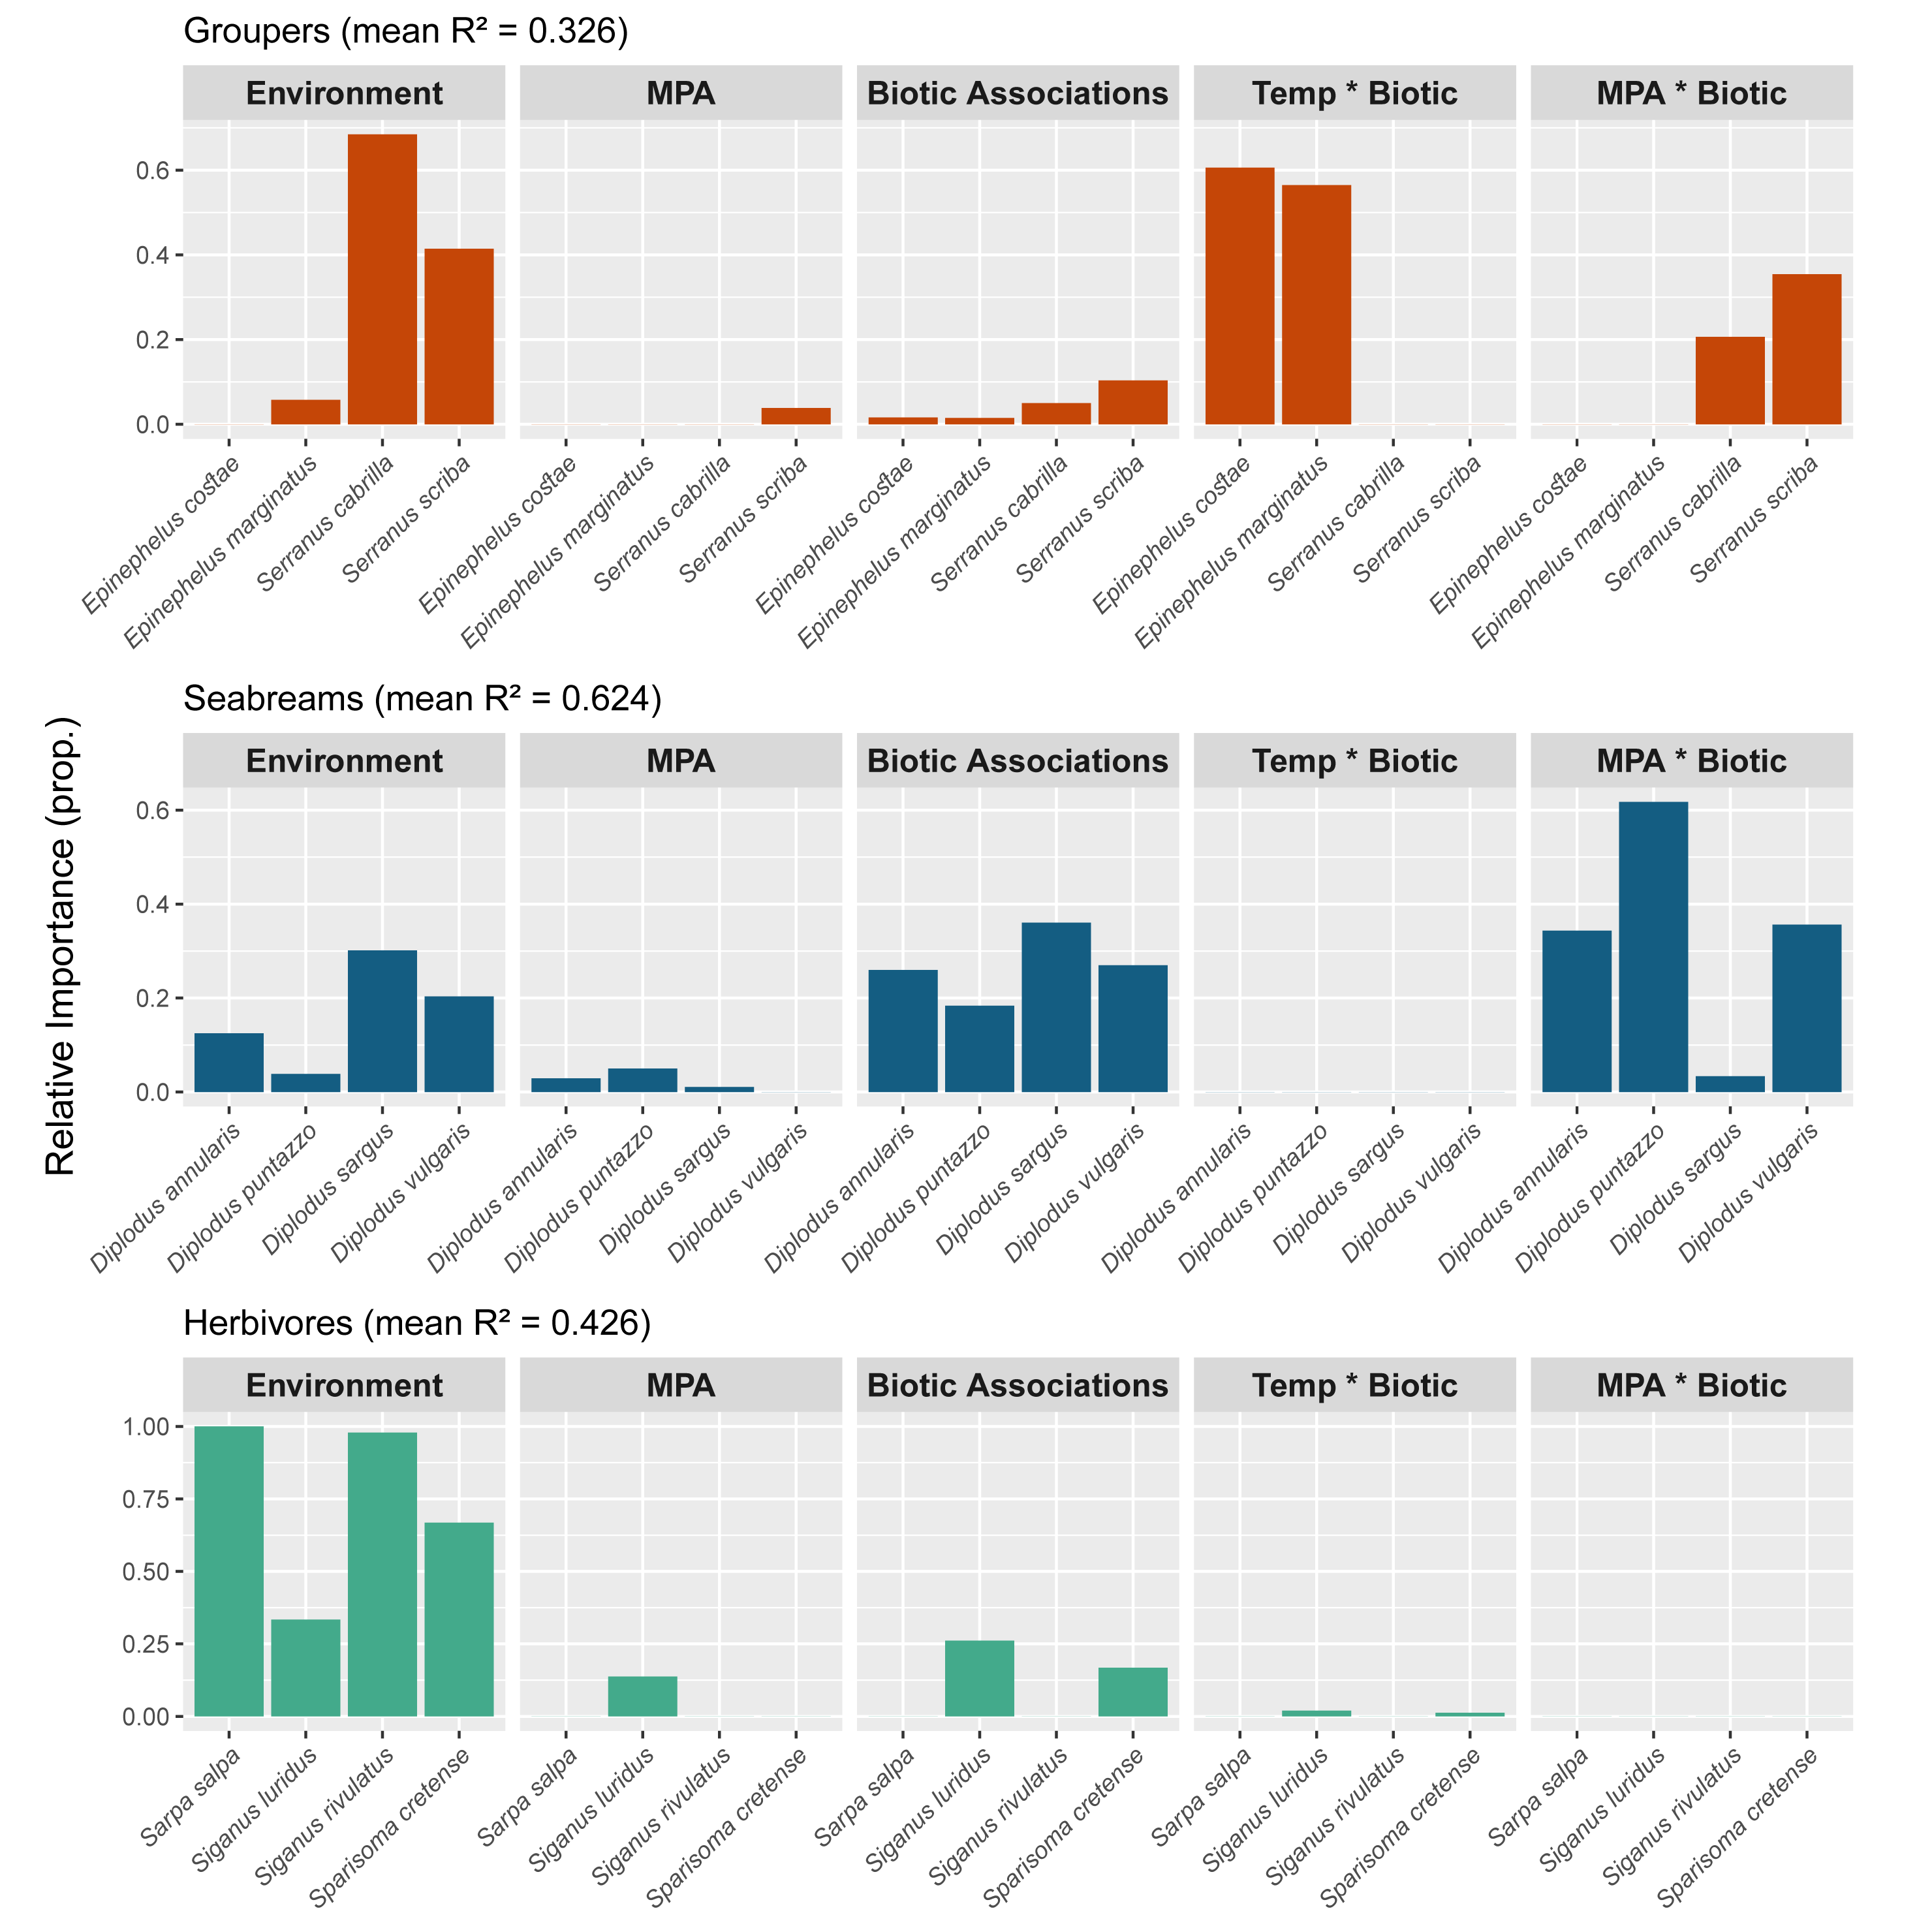 Groupers (mean R² = 0.326)
Environment MPA Biotic Associations Temp * Biotic MPA * Biotic
0.6
0.4
0.2
0.0
Epinephelus costae Epinephelus marginatus Serranus cabrilla Serranus scriba Epinephelus costae Epinephelus marginatus Serranus cabrilla Serranus scriba Epinephelus costae Epinephelus marginatus Serranus cabrilla Serranus scriba Epinephelus costae Epinephelus marginatus Serranus cabrilla Serranus scriba Epinephelus costae Epinephelus marginatus Serranus cabrilla Serranus scriba
Relative Importance (prop.)
Seabreams (mean R² = 0.624)
Environment MPA Biotic Associations Temp * Biotic MPA * Biotic
0.6
0.4
0.2
0.0
Diplodus annularis Diplodus puntazzo Diplodus sargus Diplodus vulgaris Diplodus annularis Diplodus puntazzo Diplodus sargus Diplodus vulgaris Diplodus annularis Diplodus puntazzo Diplodus sargus Diplodus vulgaris Diplodus annularis Diplodus puntazzo Diplodus sargus Diplodus vulgaris Diplodus annularis Diplodus puntazzo Diplodus sargus Diplodus vulgaris
Herbivores (mean R² = 0.426)
Environment MPA Biotic Associations Temp * Biotic MPA * Biotic
1.00
0.75
0.50
0.25
0.00
Sarpa salpa Siganus luridus Siganus rivulatus Sparisoma cretense Sarpa salpa Siganus luridus Siganus rivulatus Sparisoma cretense Sarpa salpa Siganus luridus Siganus rivulatus Sparisoma cretense Sarpa salpa Siganus luridus Siganus rivulatus Sparisoma cretense Sarpa salpa Siganus luridus Siganus rivulatus Sparisoma cretense